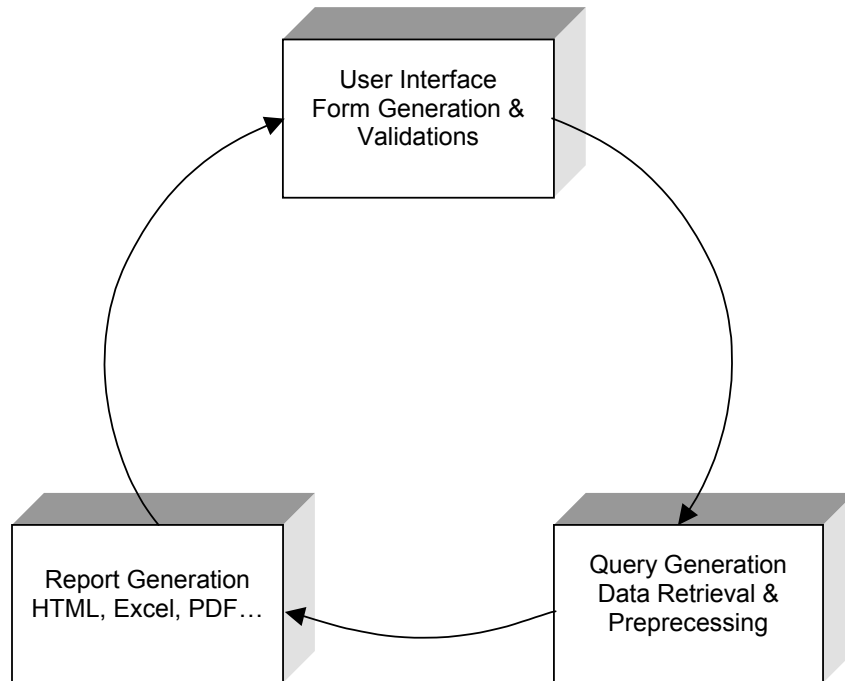 User Interface
Form Generation &
Validations
Report Generation
HTML, Excel, PDF…
Query Generation
Data Retrieval &
Preprecessing